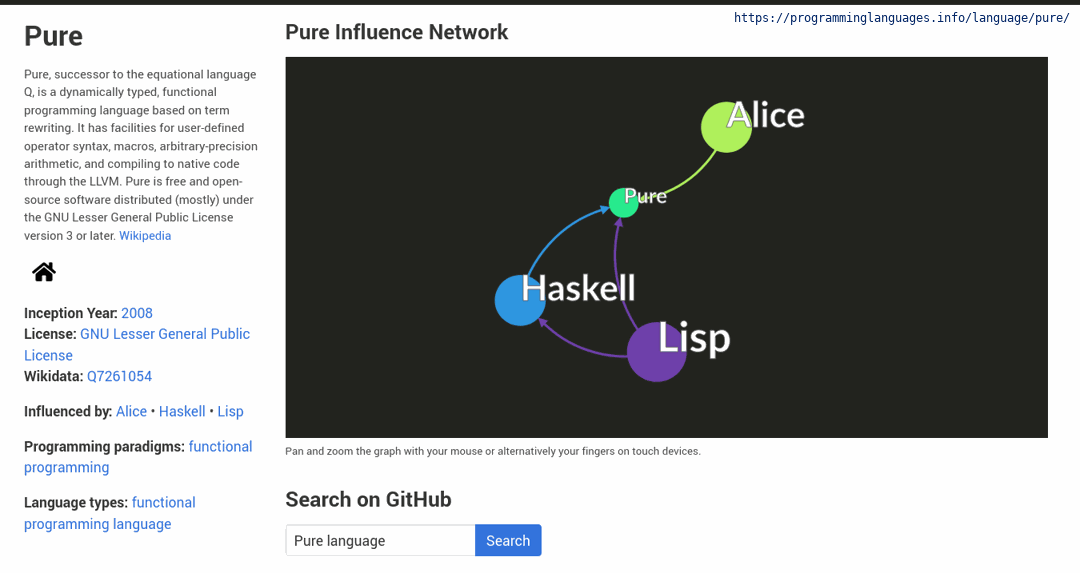 https://programminglanguages.info/language/pure/
Pure
Pure, successor to the equational language
Q, is a dynamically typed, functional
programming language based on term
rewriting. It has facilities for user-defined
operator syntax, macros, arbitrary-precision
arithmetic, and compiling to native code
through the LLVM. Pure is free and open-
source software distributed (mostly) under
the GNU Lesser General Public License
version 3 or later. Wikipedia
Inception Year: 2008
License: GNU Lesser General Public
License
Wikidata: Q7261054
Influenced by: Alice • Haskell • Lisp
Programming paradigms: functional
programming
Language types: functional
programming language
Pure Influence Network
Alice
Pure
Haskell
Lisp
Pan and zoom the graph with your mouse or alternatively your fingers on touch devices.
Search on GitHub
Pure language
Search